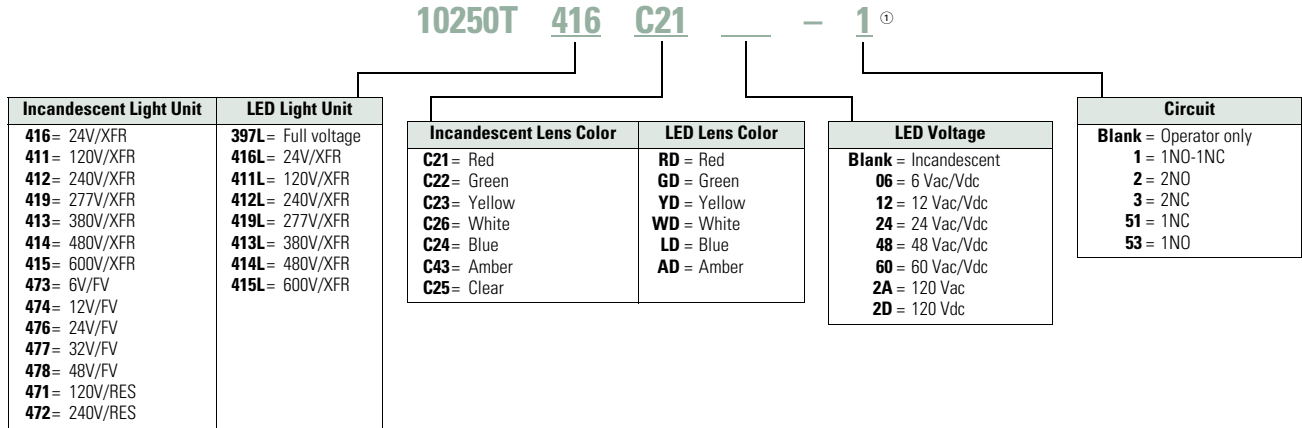 10250T 416 C21 – 1 ①
Incandescent Light Unit
416 = 24V/XFR
411 = 120V/XFR
412 = 240V/XFR
419 = 277V/XFR
413 = 380V/XFR
414 = 480V/XFR
415 = 600V/XFR
473 = 6V/FV
474 = 12V/FV
476 = 24V/FV
477 = 32V/FV
478 = 48V/FV
471 = 120V/RES
472 = 240V/RES
LED Light Unit
397L = Full voltage
416L = 24V/XFR
411L = 120V/XFR
412L = 240V/XFR
419L = 277V/XFR
413L = 380V/XFR
414L = 480V/XFR
415L = 600V/XFR
Incandescent Lens Color
C21 = Red
C22 = Green
C23 = Yellow
C26 = White
C24 = Blue
C43 = Amber
C25 = Clear
LED Lens Color
RD = Red
GD = Green
YD = Yellow
WD = White
LD = Blue
AD = Amber
LED Voltage
Blank = Incandescent
06 = 6 Vac/Vdc
12 = 12 Vac/Vdc
24 = 24 Vac/Vdc
48 = 48 Vac/Vdc
60 = 60 Vac/Vdc
2A = 120 Vac
2D = 120 Vdc
Circuit
Blank = Operator only
1 = 1NO-1NC
2 = 2NO
3 = 2NC
51 = 1NC
53 = 1NO